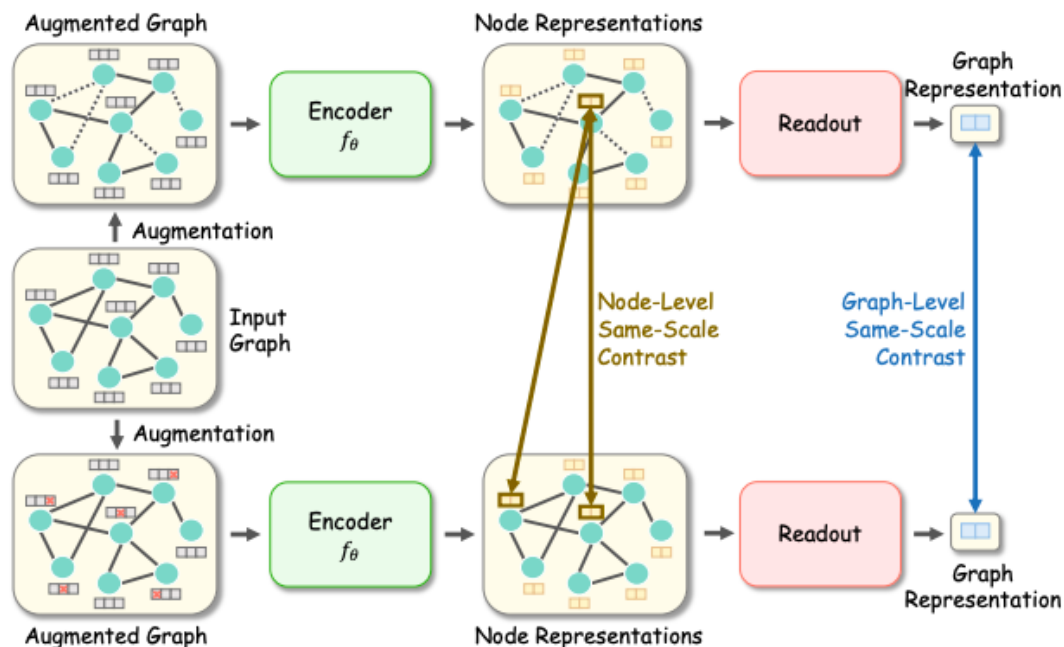 Augmented Graph
Node Representations
Graph
Representation
Encoder
fθ
Readout
Augmentation
Input
Graph
Node-Level
Same-Scale
Contrast
Graph-Level
Same-Scale
Contrast
Augmentation
Encoder
fθ
Readout
Graph
Representation
Augmented Graph
Node Representations